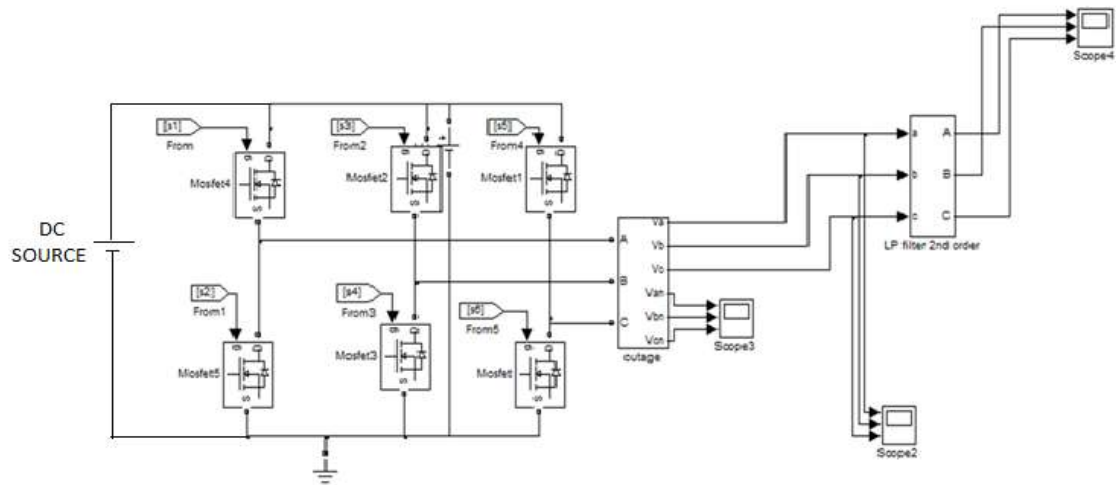 Scope4
[s1]
From
[s3]
From2
[s5]
From4
g
D
S
Mosfet4
g
D
S
Mosfet2
g
D
S
Mosfet1
DC
SOURCE
a
b
c
A
B
C
LP filter 2nd order
A
B
C
Va
Vb
Vc
Van
Vbn
Vcn
outage
Scope3
[s2]
From1
[s4]
From3
[s6]
From5
g
D
S
Mosfet5
g
D
S
Mosfet3
g
D
S
Mosfet
Scope2